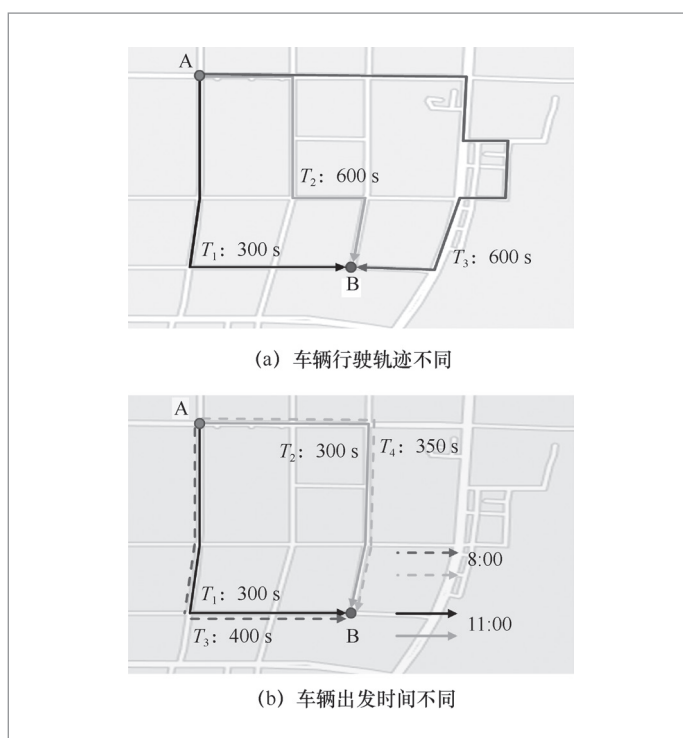 A
T₂: 600 s
T₁: 300 s
T₃: 600 s
B
(a) 车辆行驶轨迹不同
A
T₂: 300 s
T₄: 350 s
8:00
T₁: 300 s
11:00
T₃: 400 s
B
(b) 车辆出发时间不同